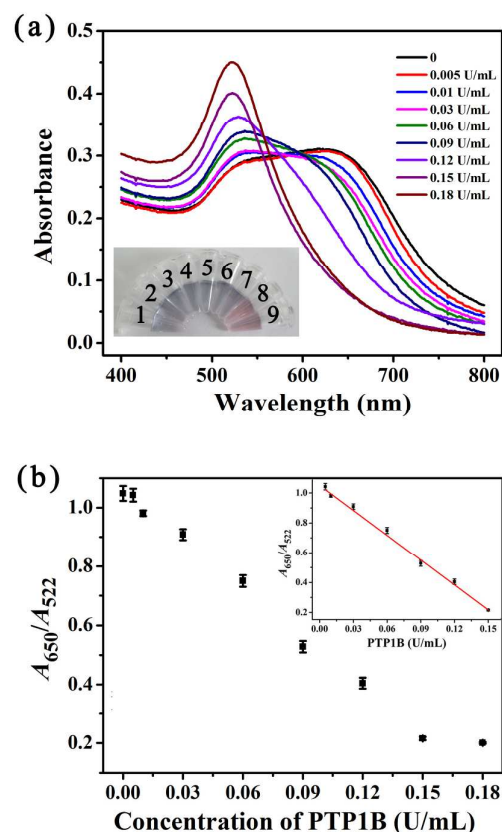 (a)
0.5
0.4
0.3
0.2
0.1
0.0
Absorbance
0
0.005 U/mL
0.01 U/mL
0.03 U/mL
0.06 U/mL
0.09 U/mL
0.12 U/mL
0.15 U/mL
0.18 U/mL
1 2 3 4 5 6 7 8 9
400 500 600 700 800
Wavelength (nm)
(b)
1.0
0.8
0.6
0.4
0.2
A650/A522
1.0
0.8
0.6
0.4
0.2
A650/A522
0.00 0.03 0.06 0.09 0.12 0.15
PTP1B (U/mL)
0.00 0.03 0.06 0.09 0.12 0.15 0.18
Concentration of PTP1B (U/mL)